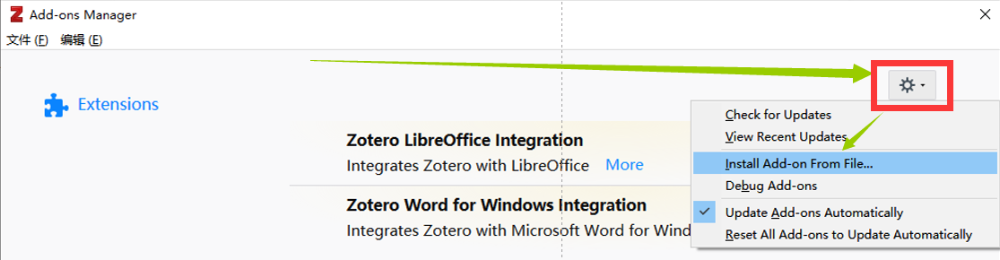 Z Add-ons Manager
文件 (F) 编辑 (E)
Extensions
Check for Updates
View Recent Updates
Install Add-on From File...
Debug Add-ons
Update Add-ons Automatically
Reset All Add-ons to Update Automatically
Zotero LibreOffice Integration
Integrates Zotero with LibreOffice More
Zotero Word for Windows Integration
Integrates Zotero with Microsoft Word for Wind